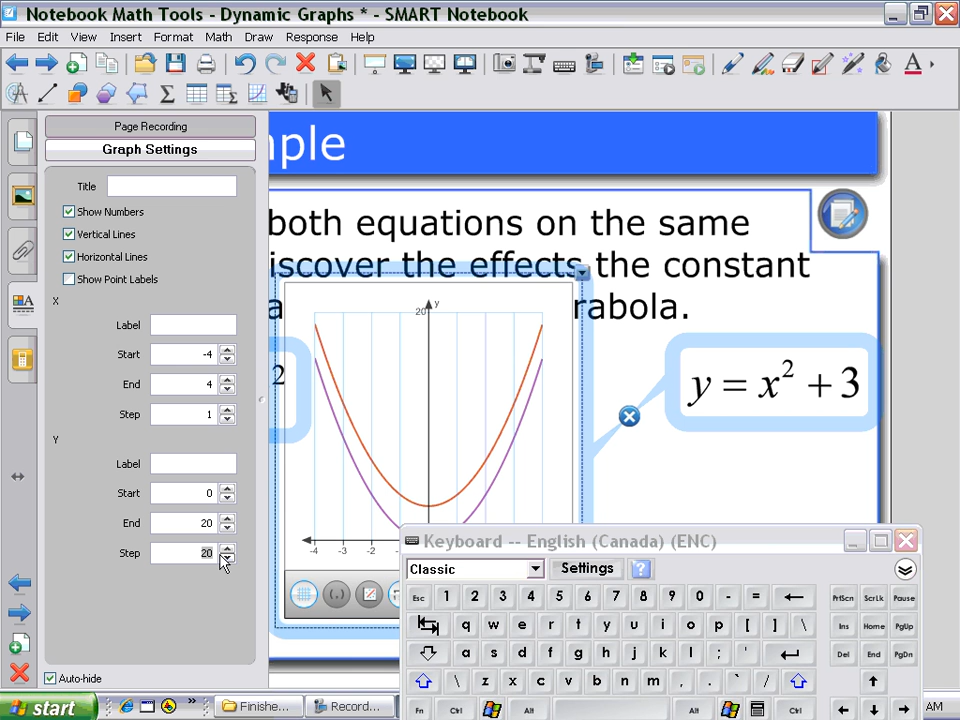 Notebook Math Tools - Dynamic Graphs * - SMART Notebook
File Edit View Insert Format Math Draw Response Help
Page Recording
Graph Settings
Title
Show Numbers
Vertical Lines
Horizontal Lines
Show Point Labels
X
Label
Start -4
End 4
Step 1
Y
Label
Start 0
End 20
Step 20
Auto-hide
nple
both equations on the same
iscover the effects the constant
a rabola.
2
y = x² + 3
20 y
-4 -3 -2
Keyboard -- English (Canada) (ENC)
Classic Settings ?
Esc 1 2 3 4 5 6 7 8 9 0 - = PrtScn ScrLk Pause
q w e r t y u i o p [ ] \ Ins Home PgUp
a s d f g h j k l ; ' Del End PgDn
\ z x c v b n m , . ` /
Fn Ctrl Alt Alt Ctrl
start Finishe... Record... AM